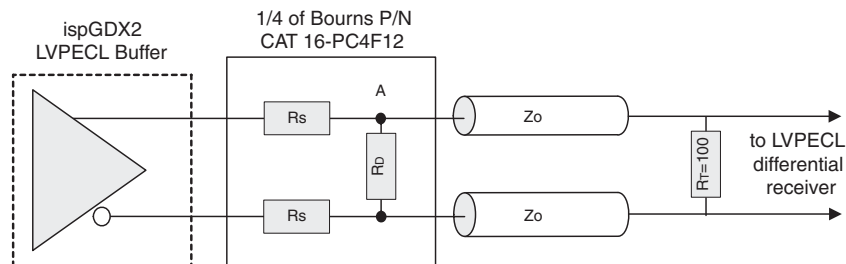 ispGDX2
LVPECL Buffer
1/4 of Bourns P/N
CAT 16-PC4F12
A
Rs
Rs
RD
Zo
Zo
RT=100
to LVPECL
differential
receiver